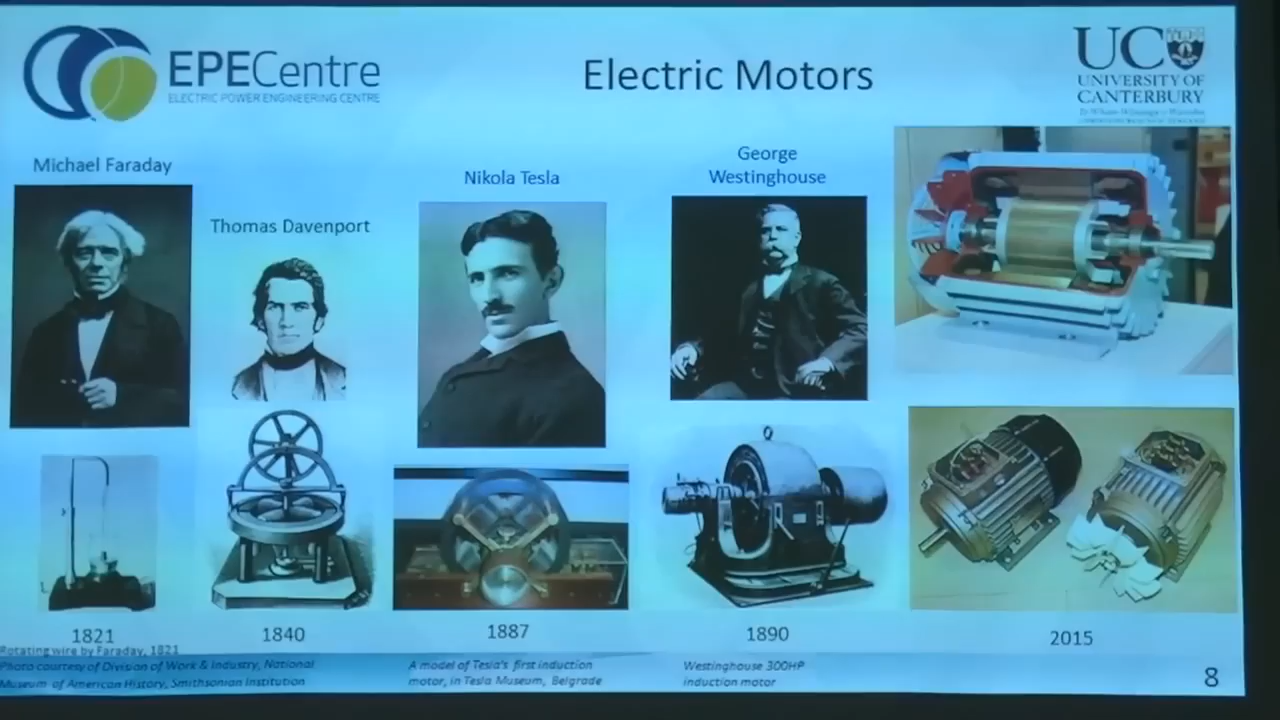 EPECentre
ELECTRIC POWER ENGINEERING CENTRE
Electric Motors
UC
UNIVERSITY OF
CANTERBURY
Michael Faraday
Thomas Davenport
Nikola Tesla
George
Westinghouse
1821
1840
1887
1890
2015
Rotating wire by Faraday, 1821
Photo courtesy of Division of Work & Industry, National
Museum of American History, Smithsonian Institution
A model of Tesla's first induction
motor, in Tesla Museum, Belgrade
Westinghouse 300HP
induction motor
8